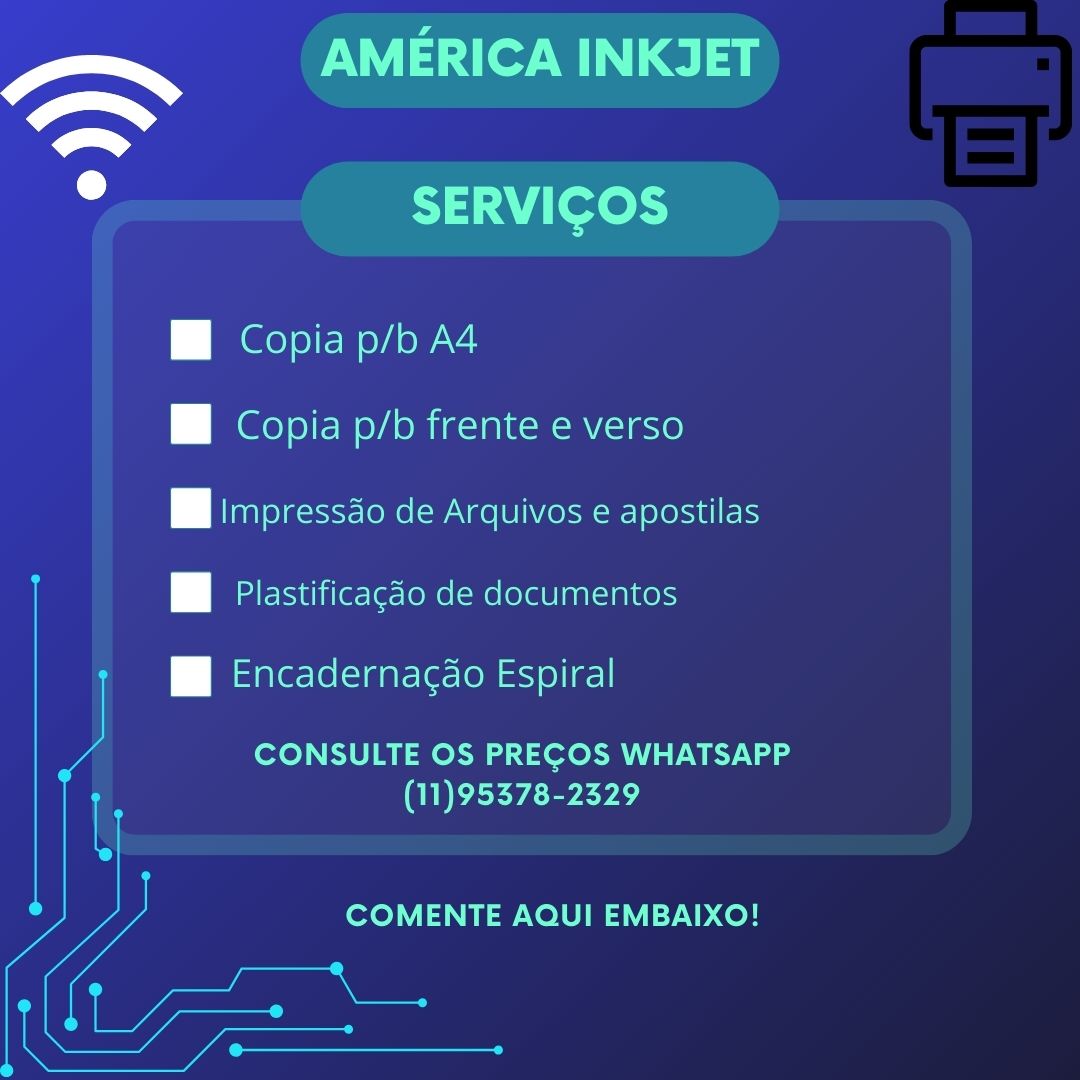 AMÉRICA INKJET
SERVIÇOS
Copia p/b A4
Copia p/b frente e verso
Impressão de Arquivos e apostilas
Plastificação de documentos
Encadernação Espiral
CONSULTE OS PREÇOS WHATSAPP
(11)95378-2329
COMENTE AQUI EMBAIXO!